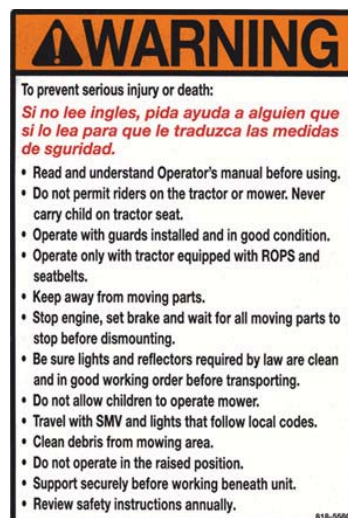 WARNING
To prevent serious injury or death:
Si no lee ingles, pida ayuda a alguien que
si lo lea para que le traduzca las medidas
de sguridad.
• Read and understand Operator's manual before using.
• Do not permit riders on the tractor or mower. Never
carry child on tractor seat.
• Operate with guards installed and in good condition.
• Operate only with tractor equipped with ROPS and
seatbelts.
• Keep away from moving parts.
• Stop engine, set brake and wait for all moving parts to
stop before dismounting.
• Be sure lights and reflectors required by law are clean
and in good working order before transporting.
• Do not allow children to operate mower.
• Travel with SMV and lights that follow local codes.
• Clean debris from mowing area.
• Do not operate in the raised position.
• Support securely before working beneath unit.
• Review safety instructions annually.